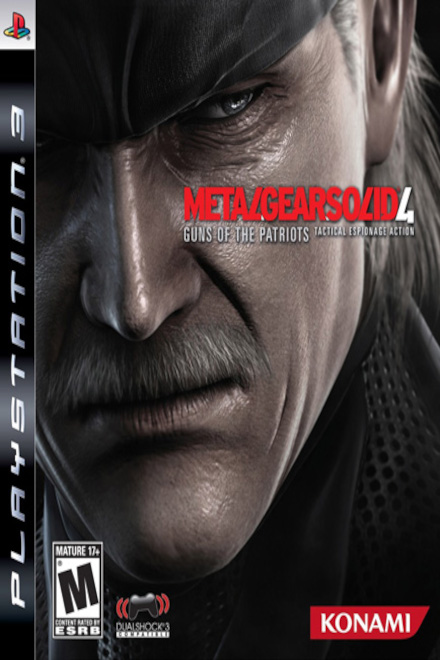 PLAYSTATION 3
METAL GEAR SOLID 4
GUNS OF THE PATRIOTS TACTICAL ESPIONAGE ACTION
MATURE 17+
M
CONTENT RATED BY
ESRB
DUALSHOCK 3
COMPATIBLE
KONAMI